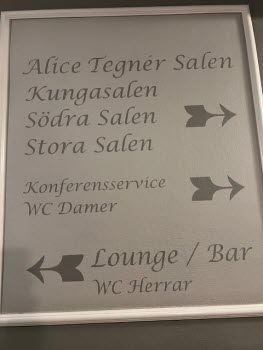 Alice Tegnér Salen
Kungasalen
Södra Salen
Stora Salen
Konferensservice
WC Damer
Lounge / Bar
WC Herrar